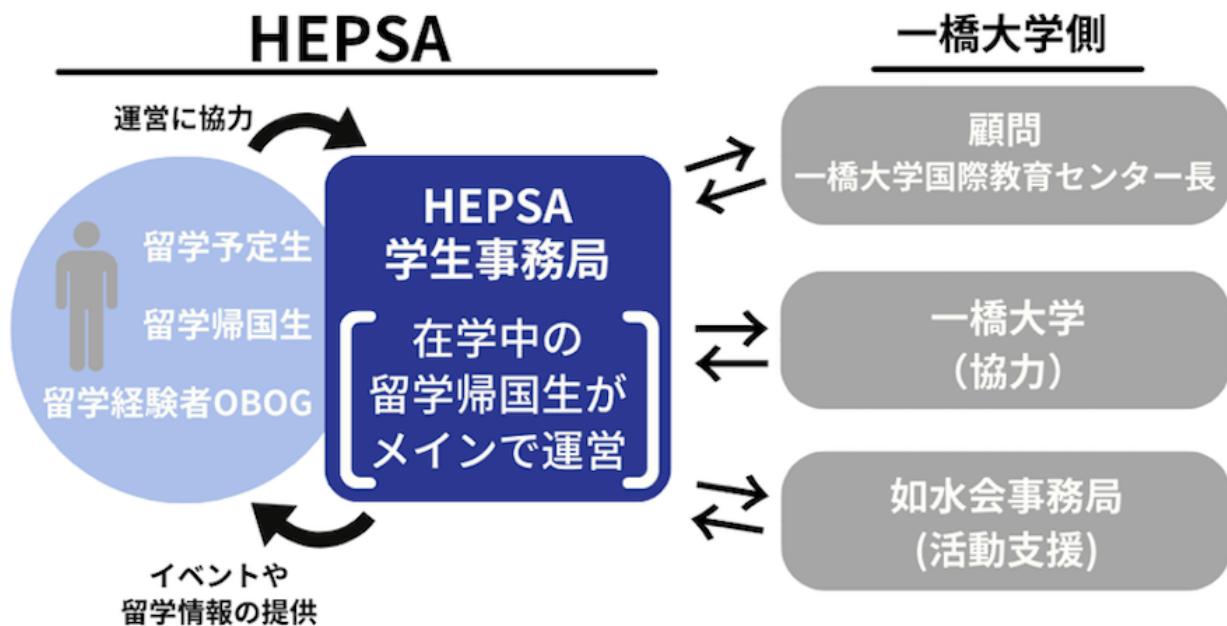 HEPSA
運営に協力
留学予定生
留学帰国生
留学経験者OBOG
HEPSA
学生事務局
在学中の
留学帰国生が
メインで運営
イベントや
留学情報の提供
一橋大学側
顧問
一橋大学国際教育センター長
一橋大学
（協力）
如水会事務局
(活動支援)